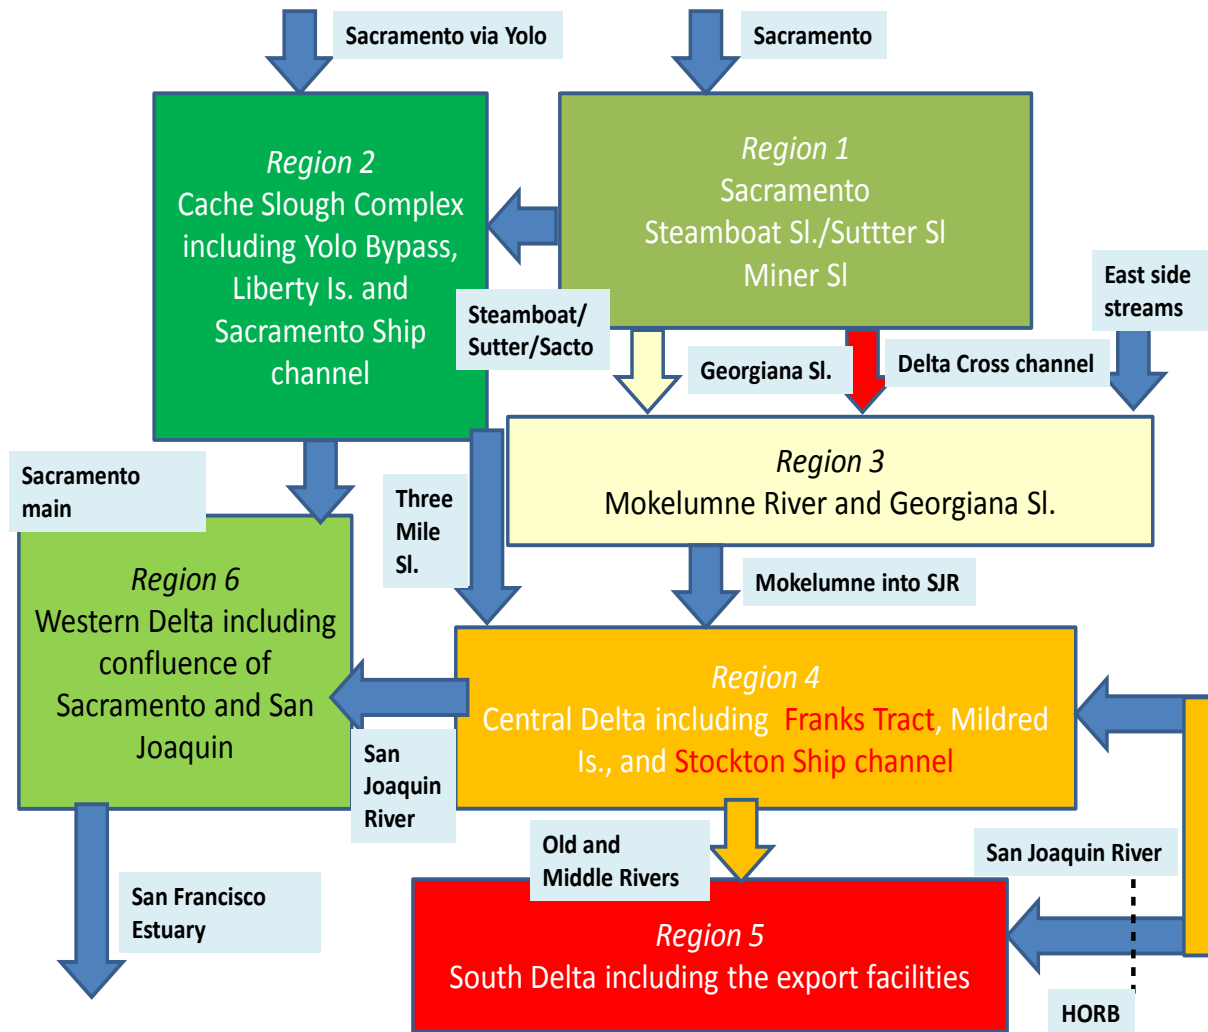 Sacramento via Yolo
Sacramento
Region 2
Cache Slough Complex
including Yolo Bypass,
Liberty Is. and
Sacramento Ship
channel
Region 1
Sacramento
Steamboat Sl./Suttter Sl
Miner Sl
East side
streams
Steamboat/
Sutter/Sacto
Georgiana Sl.
Delta Cross channel
Region 3
Mokelumne River and Georgiana Sl.
Sacramento
main
Three
Mile
Sl.
Mokelumne into SJR
Region 6
Western Delta including
confluence of
Sacramento and San
Joaquin
Region 4
Central Delta including Franks Tract, Mildred
Is., and Stockton Ship channel
San
Joaquin
River
Old and
Middle Rivers
San Joaquin River
San Francisco
Estuary
Region 5
South Delta including the export facilities
HORB